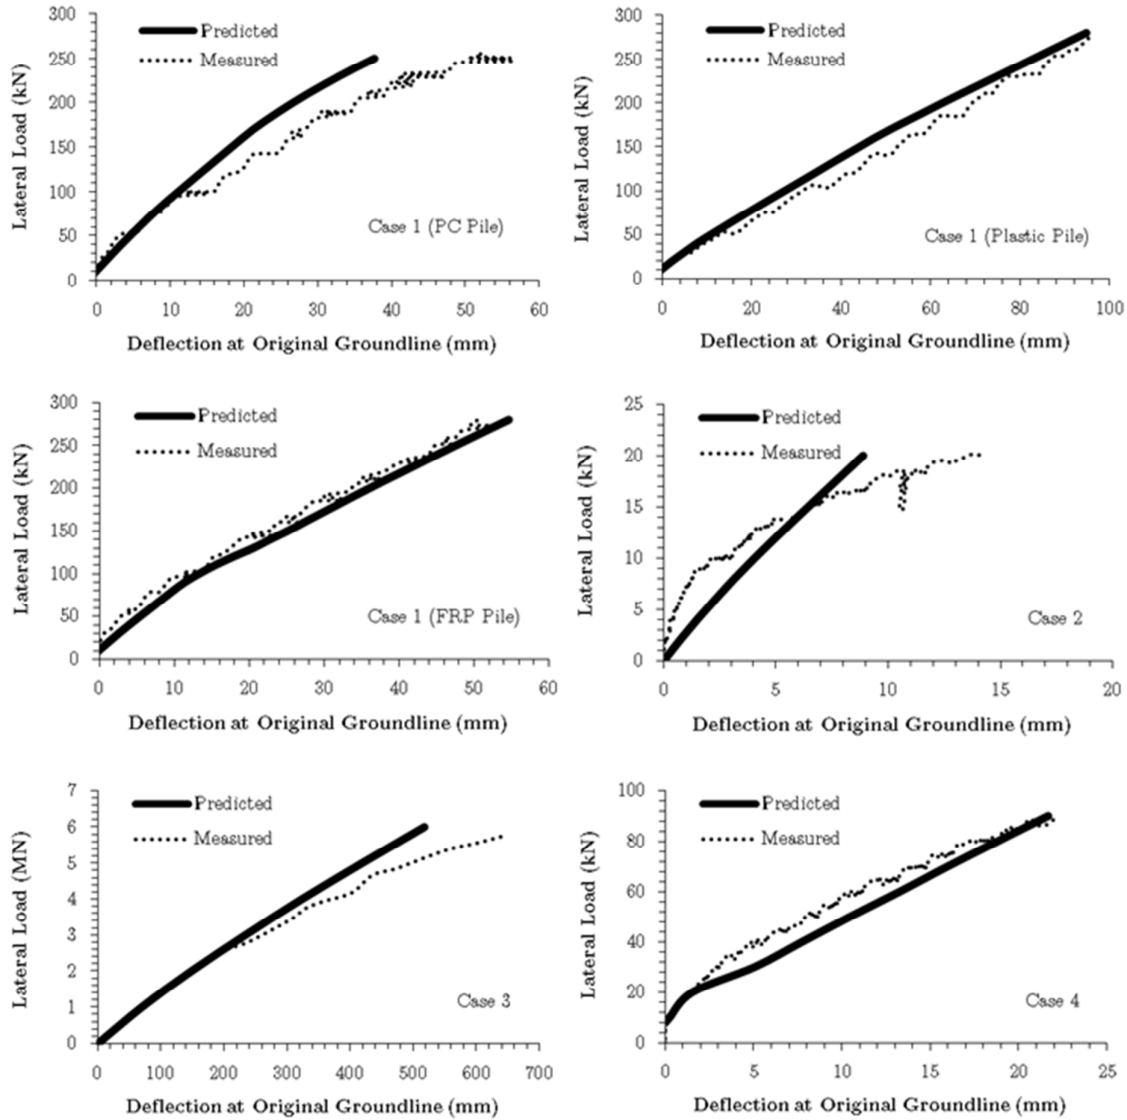 300
250
200
150
100
50
0
Lateral Load (kN)
Predicted
Measured
Case 1 (PC Pile)
0 10 20 30 40 50 60
Deflection at Original Groundline (mm)
300
250
200
150
100
50
0
Lateral Load (kN)
Predicted
Measured
Case 1 (Plastic Pile)
0 20 40 60 80 100
Deflection at Original Groundline (mm)
300
250
200
150
100
50
0
Lateral Load (kN)
Predicted
Measured
Case 1 (FRP Pile)
0 10 20 30 40 50 60
Deflection at Original Groundline (mm)
25
20
15
10
5
0
Lateral Load (kN)
Predicted
Measured
Case 2
0 5 10 15 20
Deflection at Original Groundline (mm)
7
6
5
4
3
2
1
0
Lateral Load (MN)
Predicted
Measured
Case 3
0 100 200 300 400 500 600 700
Deflection at Original Groundline (mm)
100
80
60
40
20
0
Lateral Load (kN)
Predicted
Measured
Case 4
0 5 10 15 20 25
Deflection at Original Groundline (mm)